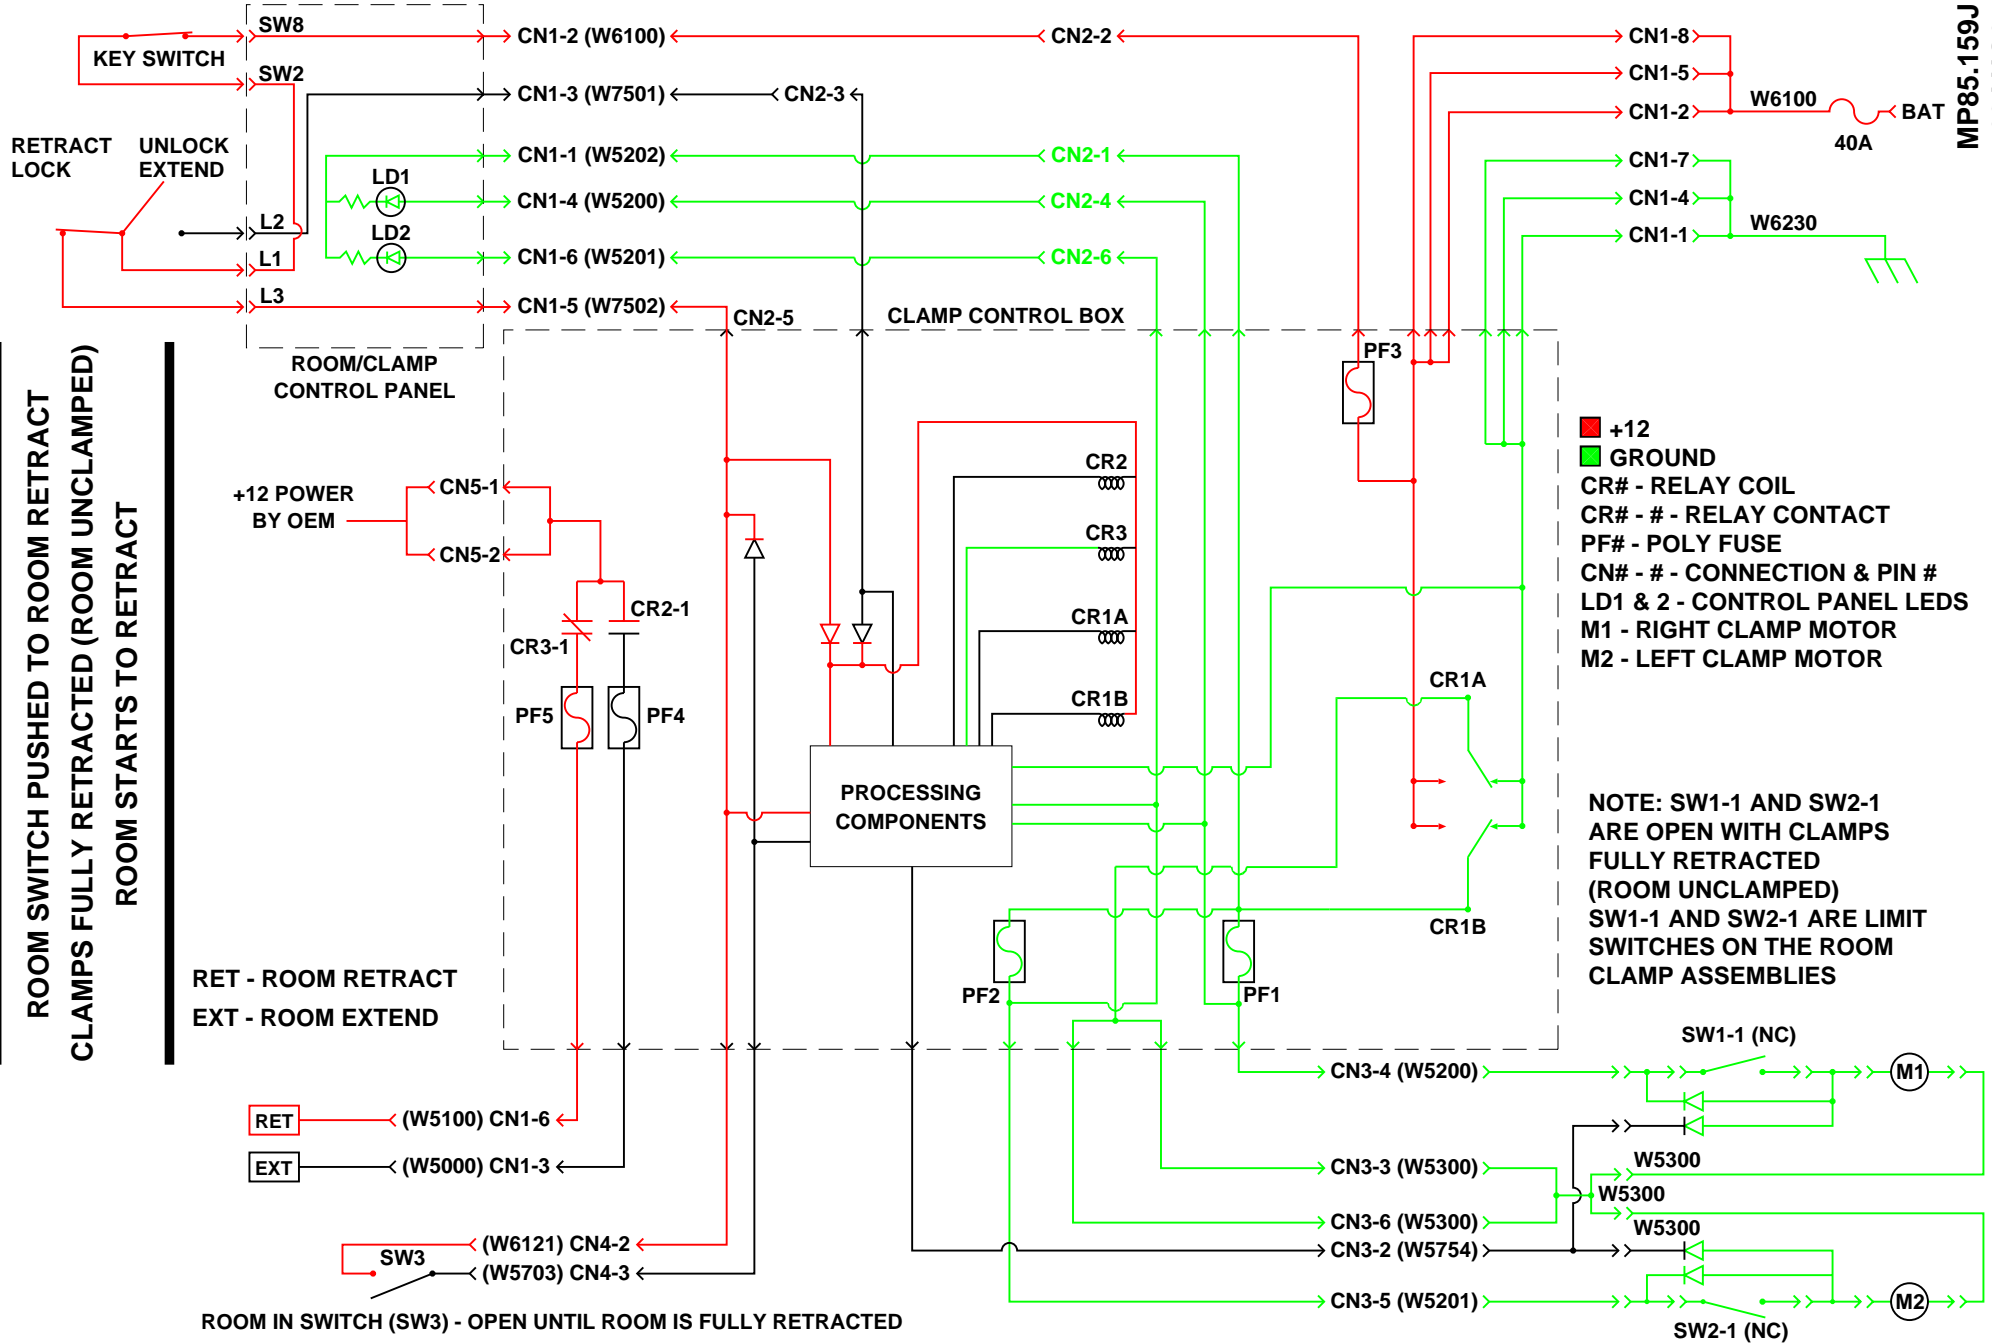 SW8
CN1-2 (W6100)
CN2-2
CN1-8
KEY SWITCH
SW2
CN1-5
CN1-3 (W7501)
CN2-3
W6100
BAT
CN1-2
40A
MP85.159J
RETRACT
LOCK
UNLOCK
EXTEND
CN1-1 (W5202)
CN2-1
CN1-7
LD1
CN1-4 (W5200)
CN2-4
CN1-4
L2
LD2
W6230
CN1-1
L1
CN1-6 (W5201)
CN2-6
L3
CN1-5 (W7502)
CN2-5
CLAMP CONTROL BOX
ROOM/CLAMP
CONTROL PANEL
PF3
ROOM SWITCH PUSHED TO ROOM RETRACT
CLAMPS FULLY RETRACTED (ROOM UNCLAMPED)
ROOM STARTS TO RETRACT
+12
GROUND
CR# - RELAY COIL
CR# - # - RELAY CONTACT
PF# - POLY FUSE
CN# - # - CONNECTION & PIN #
LD1 & 2 - CONTROL PANEL LEDS
M1 - RIGHT CLAMP MOTOR
M2 - LEFT CLAMP MOTOR
+12 POWER
BY OEM
CN5-1
CN5-2
CR2
CR3
CR1A
CR1B
CR2-1
CR3-1
PF5
PF4
CR1A
PROCESSING
COMPONENTS
CR1B
NOTE: SW1-1 AND SW2-1
ARE OPEN WITH CLAMPS
FULLY RETRACTED
(ROOM UNCLAMPED)
SW1-1 AND SW2-1 ARE LIMIT
SWITCHES ON THE ROOM
CLAMP ASSEMBLIES
RET - ROOM RETRACT
EXT - ROOM EXTEND
PF2
PF1
SW1-1 (NC)
CN3-4 (W5200)
M1
RET
(W5100) CN1-6
EXT
(W5000) CN1-3
CN3-3 (W5300)
W5300
W5300
CN3-6 (W5300)
W5300
SW3
(W6121) CN4-2
(W5703) CN4-3
CN3-2 (W5754)
CN3-5 (W5201)
M2
SW2-1 (NC)
ROOM IN SWITCH (SW3) - OPEN UNTIL ROOM IS FULLY RETRACTED